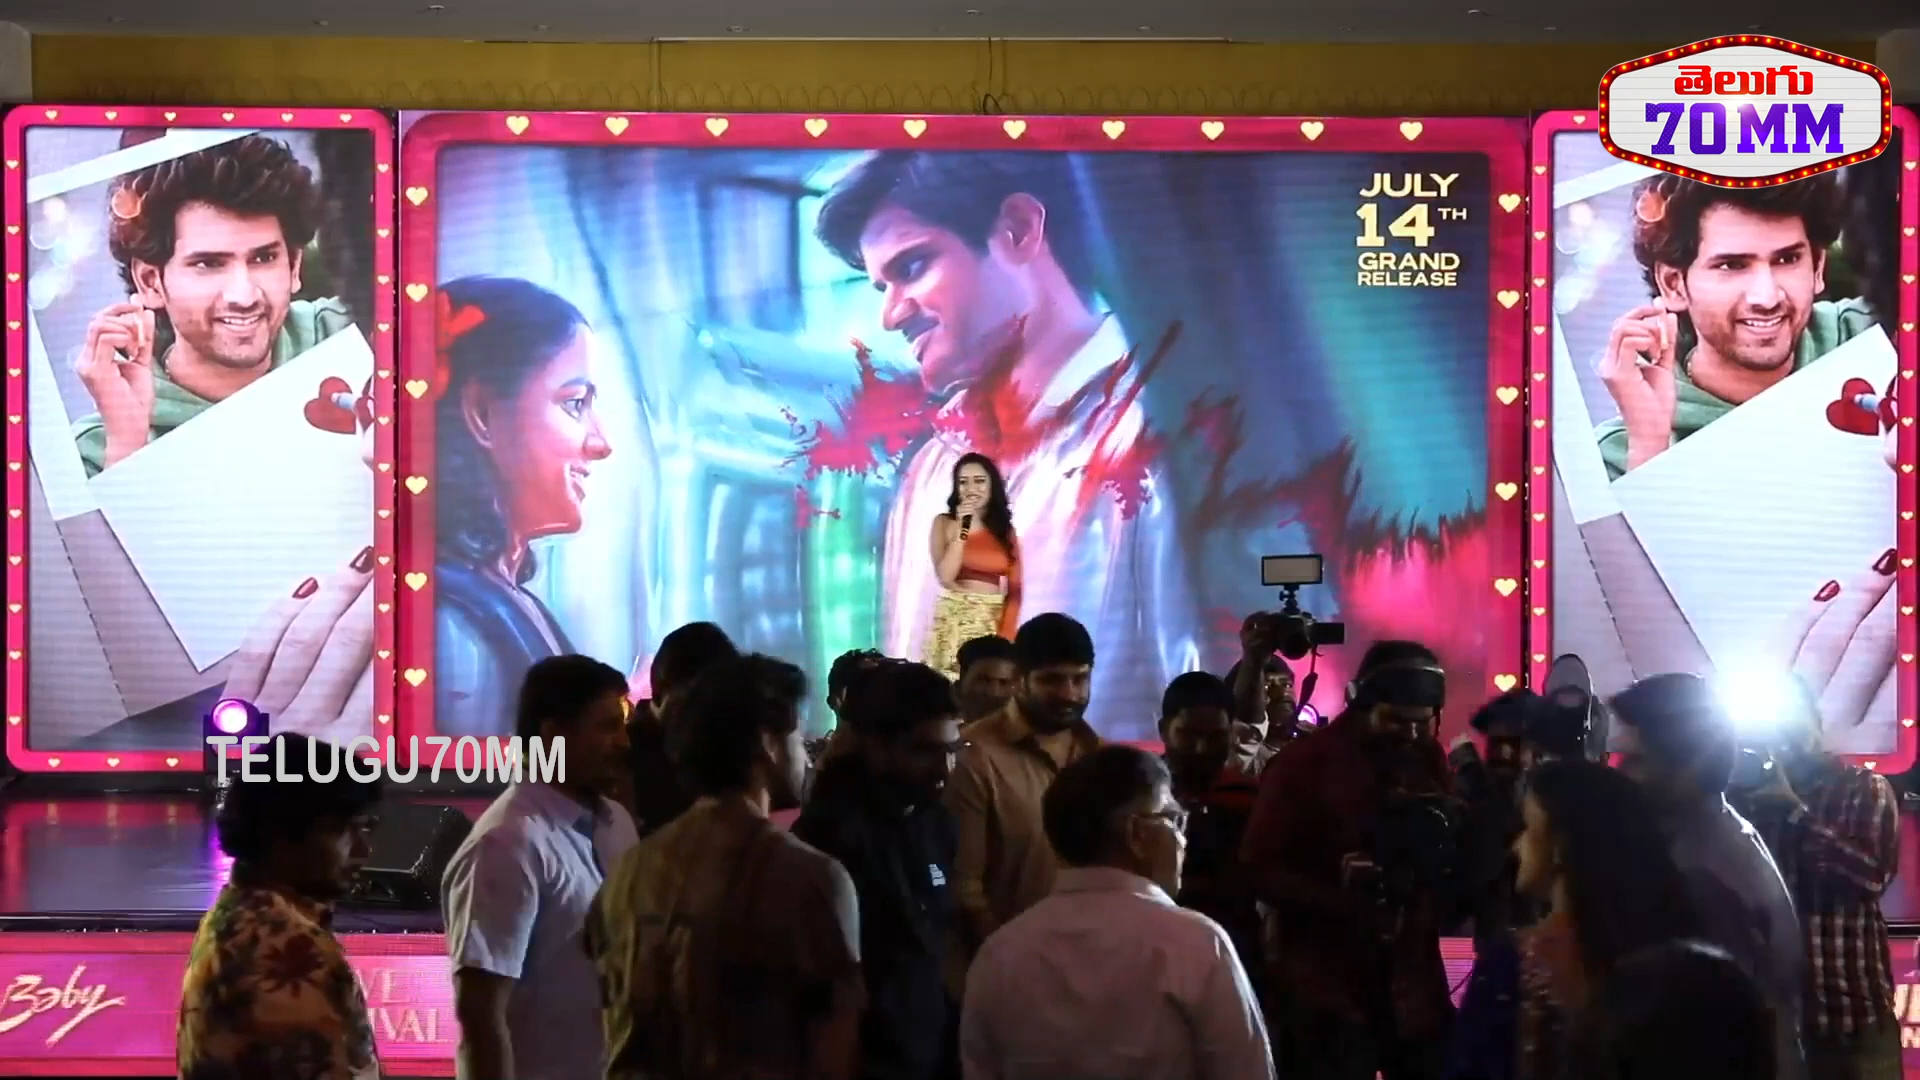 తెలుగు
70MM
JULY
14TH
GRAND
RELEASE
TELUGU70MM
Baby